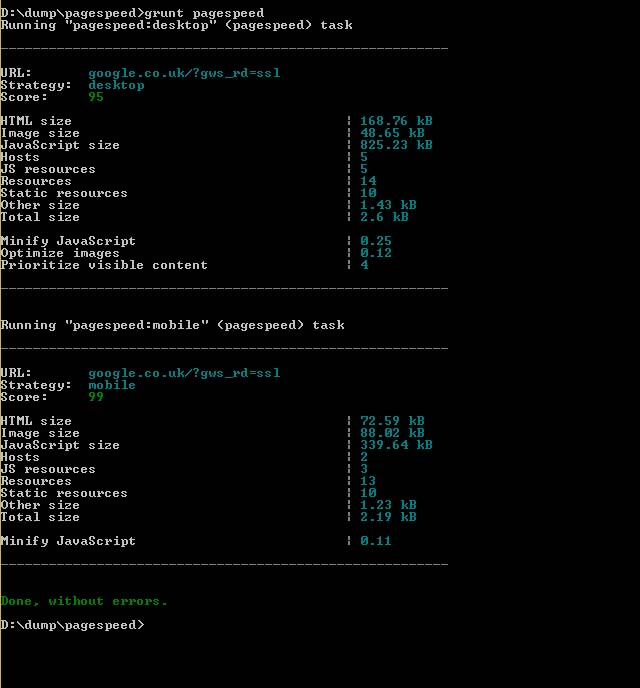 D:\dump\pagespeed>grunt pagespeed
Running "pagespeed:desktop" (pagespeed) task
URL: google.co.uk/?gws_rd=ssl
Strategy: desktop
Score: 95
HTML size | 168.76 kB
Image size | 48.65 kB
JavaScript size | 825.23 kB
Hosts | 5
JS resources | 5
Resources | 14
Static resources | 10
Other size | 1.43 kB
Total size | 2.6 kB
Minify JavaScript | 0.25
Optimize images | 0.12
Prioritize visible content | 4
Running "pagespeed:mobile" (pagespeed) task
URL: google.co.uk/?gws_rd=ssl
Strategy: mobile
Score: 99
HTML size | 72.59 kB
Image size | 88.02 kB
JavaScript size | 339.64 kB
Hosts | 2
JS resources | 3
Resources | 13
Static resources | 10
Other size | 1.23 kB
Total size | 2.19 kB
Minify JavaScript | 0.11
Done, without errors.
D:\dump\pagespeed>